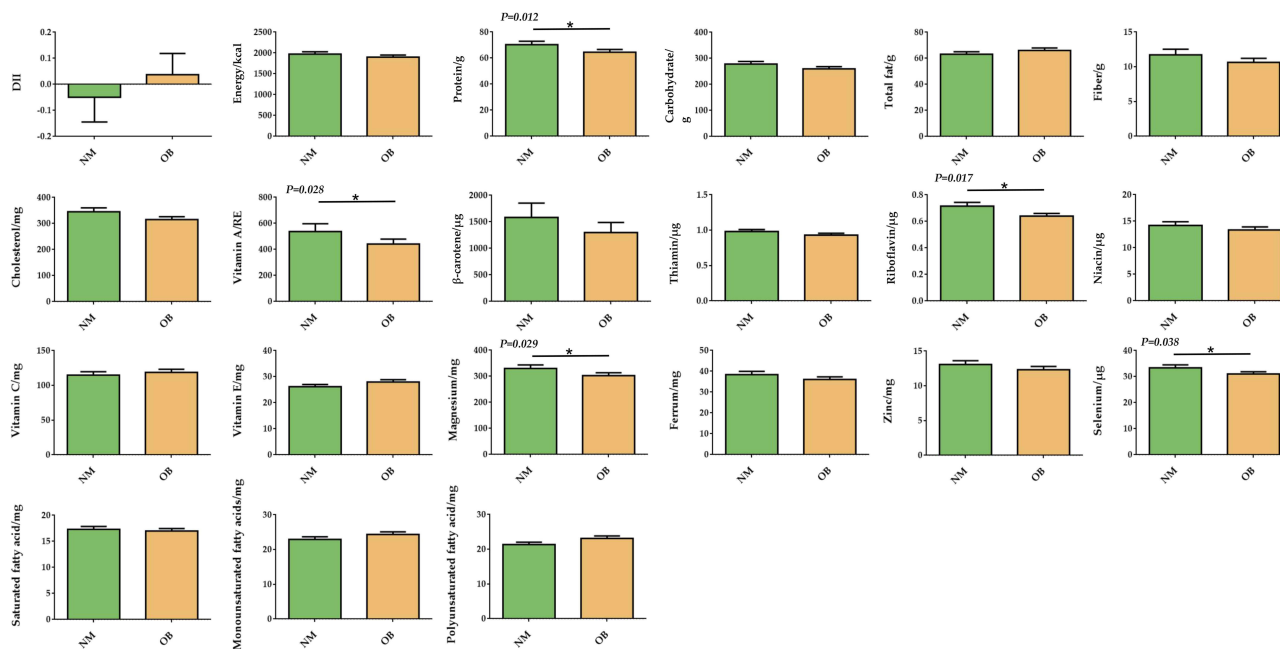 DII
0.2
0.1
0.0
-0.1
-0.2
NM
OB
Energy/kcal
2500
2000
1500
1000
500
0
NM
OB
P=0.012
*
Protein/g
80
60
40
20
0
NM
OB
Carbohydrate/
g
400
300
200
100
0
NM
OB
Total fat/g
80
60
40
20
0
NM
OB
Fiber/g
15
10
5
0
NM
OB
Cholesterol/mg
400
300
200
100
0
NM
OB
P=0.028
*
Vitamin A/RE
800
600
400
200
0
NM
OB
β-carotene/μg
2000
1500
1000
500
0
NM
OB
Thiamin/μg
1.5
1.0
0.5
0.0
NM
OB
P=0.017
*
Riboflavin/μg
0.8
0.6
0.4
0.2
0.0
NM
OB
Niacin/μg
20
15
10
5
0
NM
OB
Vitamin C/mg
150
100
50
0
NM
OB
Vitamin E/mg
40
30
20
10
0
NM
OB
P=0.029
*
Magnesium/mg
400
300
200
100
0
NM
OB
Ferrum/mg
50
40
30
20
10
0
NM
OB
Zinc/mg
15
10
5
0
NM
OB
P=0.038
*
Selenium/μg
40
30
20
10
0
NM
OB
Saturated fatty acid/mg
20
15
10
5
0
NM
OB
Monounsaturated fatty acids/mg
30
20
10
0
NM
OB
Polyunsaturated fatty acid/mg
30
20
10
0
NM
OB